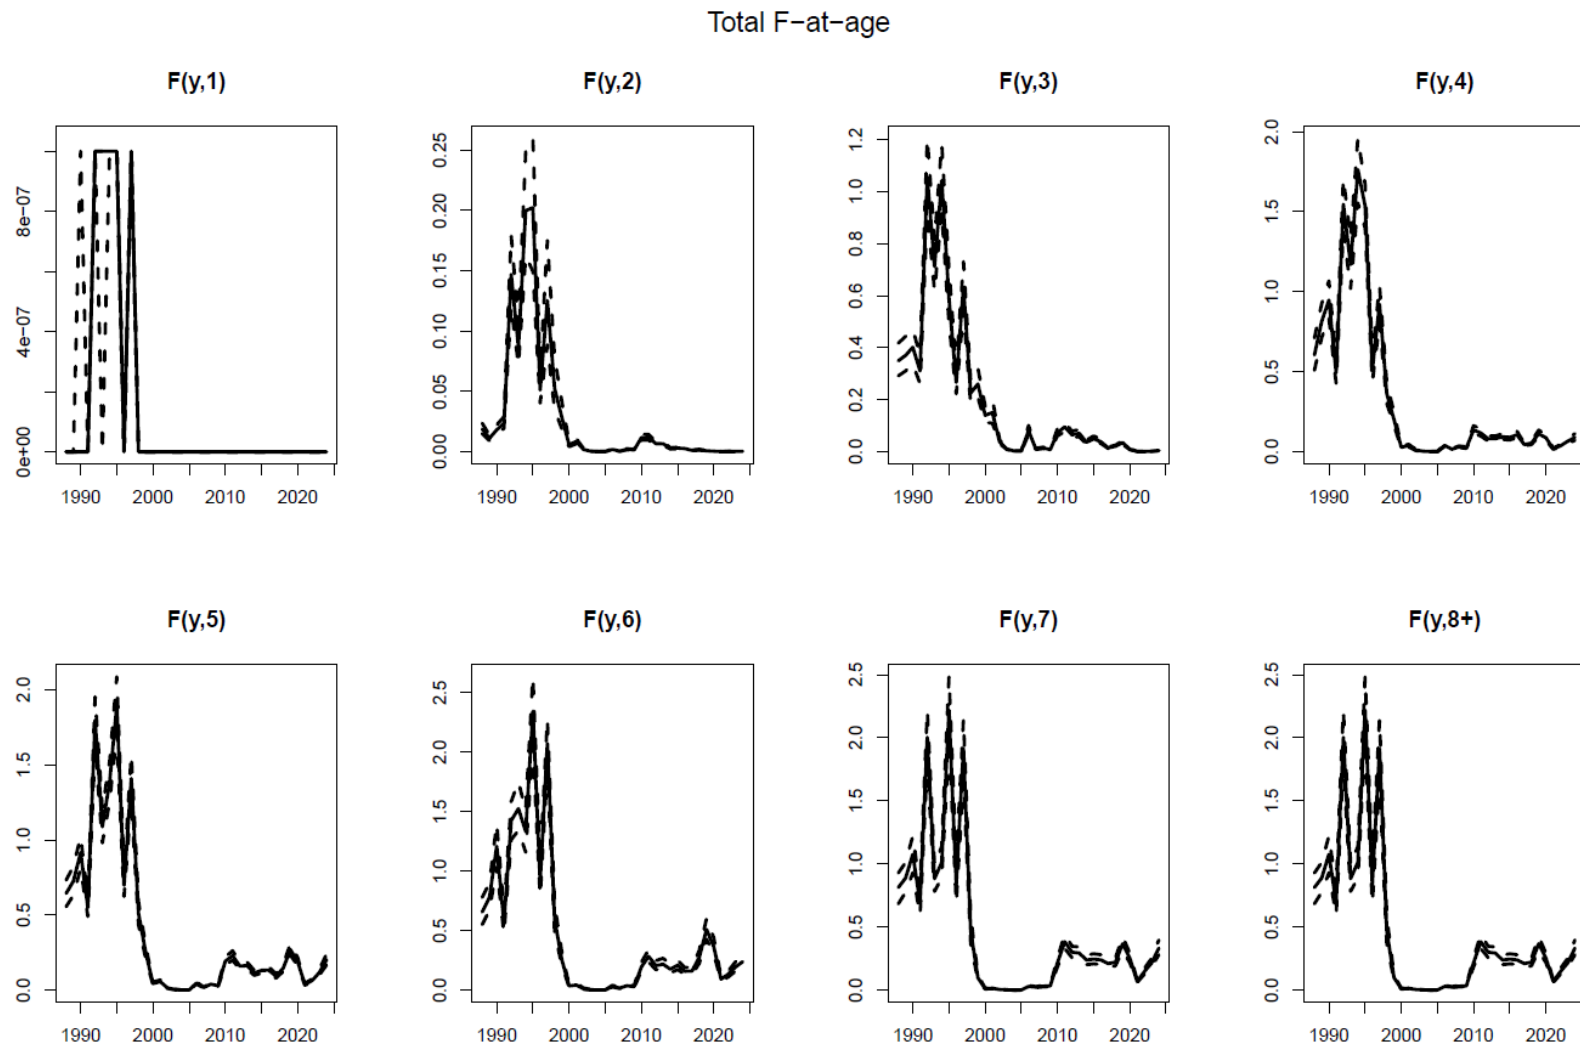 Total F−at−age
F(y,1)
F(y,2)
F(y,3)
F(y,4)
0e+00 4e-07 8e-07
0.00 0.05 0.10 0.15 0.20 0.25
0.0 0.2 0.4 0.6 0.8 1.0 1.2
0.0 0.5 1.0 1.5 2.0
1990 2000 2010 2020
1990 2000 2010 2020
1990 2000 2010 2020
1990 2000 2010 2020
F(y,5)
F(y,6)
F(y,7)
F(y,8+)
0.0 0.5 1.0 1.5 2.0
0.0 0.5 1.0 1.5 2.0 2.5
0.0 0.5 1.0 1.5 2.0 2.5
0.0 0.5 1.0 1.5 2.0 2.5
1990 2000 2010 2020
1990 2000 2010 2020
1990 2000 2010 2020
1990 2000 2010 2020